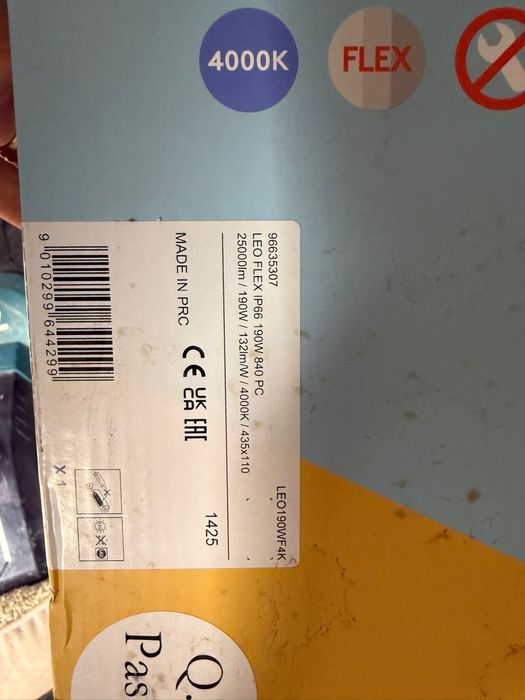 4000K
FLEX
96635307
LEO FLEX IP66 190W 840 PC
25000lm / 190W / 132lm/W / 4000K / 435x110
LEO190WF4K
MADE IN PRC
CE UK CA EAC
1425
9 010299 644299
X 1
Q.
Pas